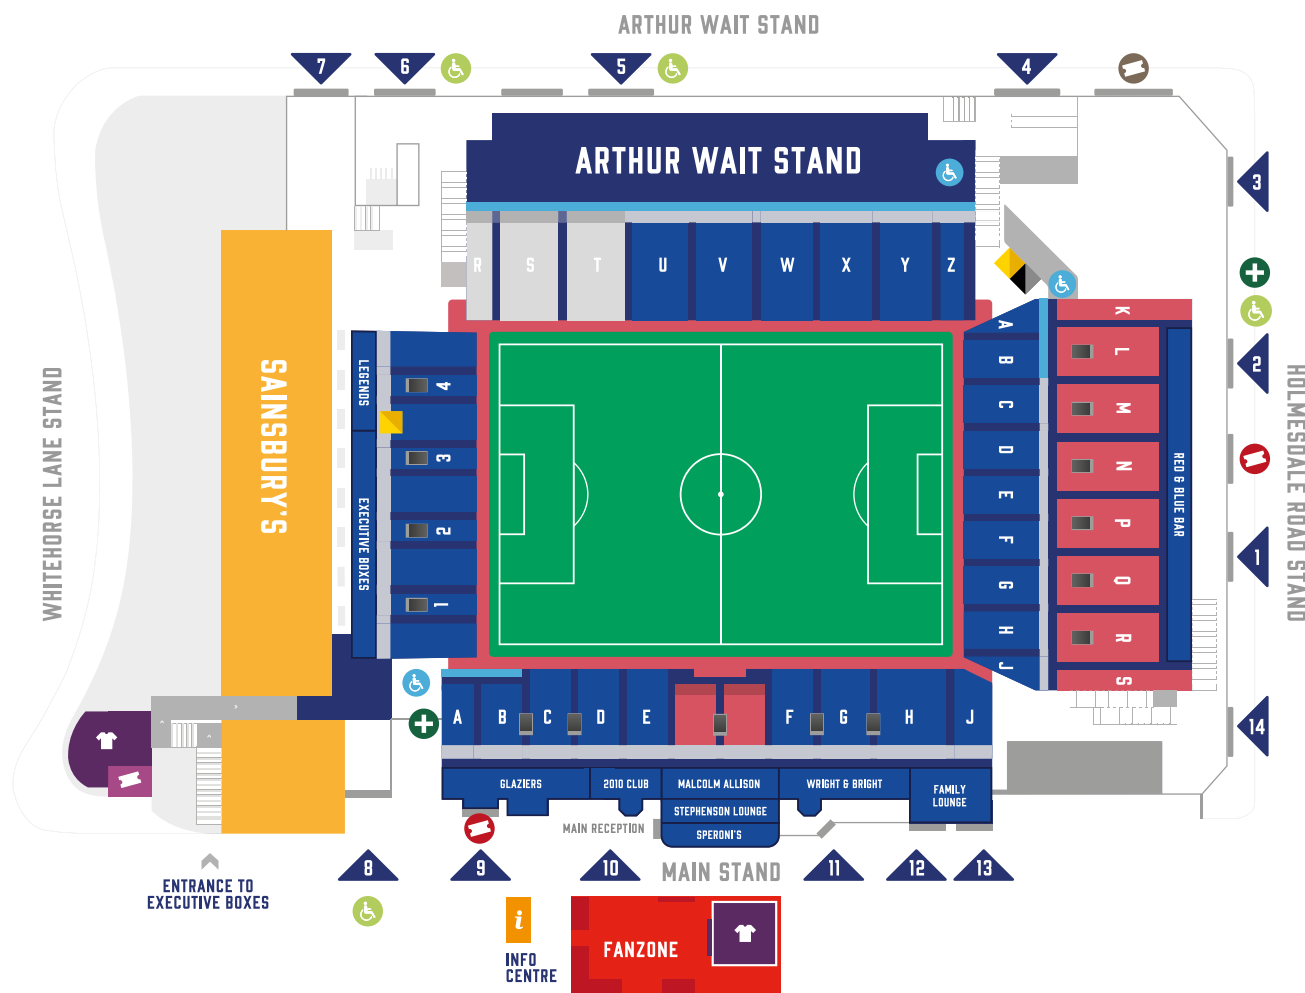 ARTHUR WAIT STAND
7
6
5
4
ARTHUR WAIT STAND
3
R
S
T
U
V
W
X
Y
Z
2
1
14
HOLMESDALE ROAD STAND
WHITEHORSE LANE STAND
SAINSBURY'S
LEGENDS
EXECUTIVE BOXES
4
3
2
1
A
B
C
D
E
F
G
H
J
K
L
M
N
P
Q
R
S
RED & BLUE BAR
A
B
C
D
E
F
G
H
J
GLAZIERS
2010 CLUB
MALCOLM ALLISON
WRIGHT & BRIGHT
FAMILY
LOUNGE
STEPHENSON LOUNGE
SPERONI'S
MAIN RECEPTION
MAIN STAND
8
9
10
11
12
13
ENTRANCE TO
EXECUTIVE BOXES
i
INFO
CENTRE
FANZONE